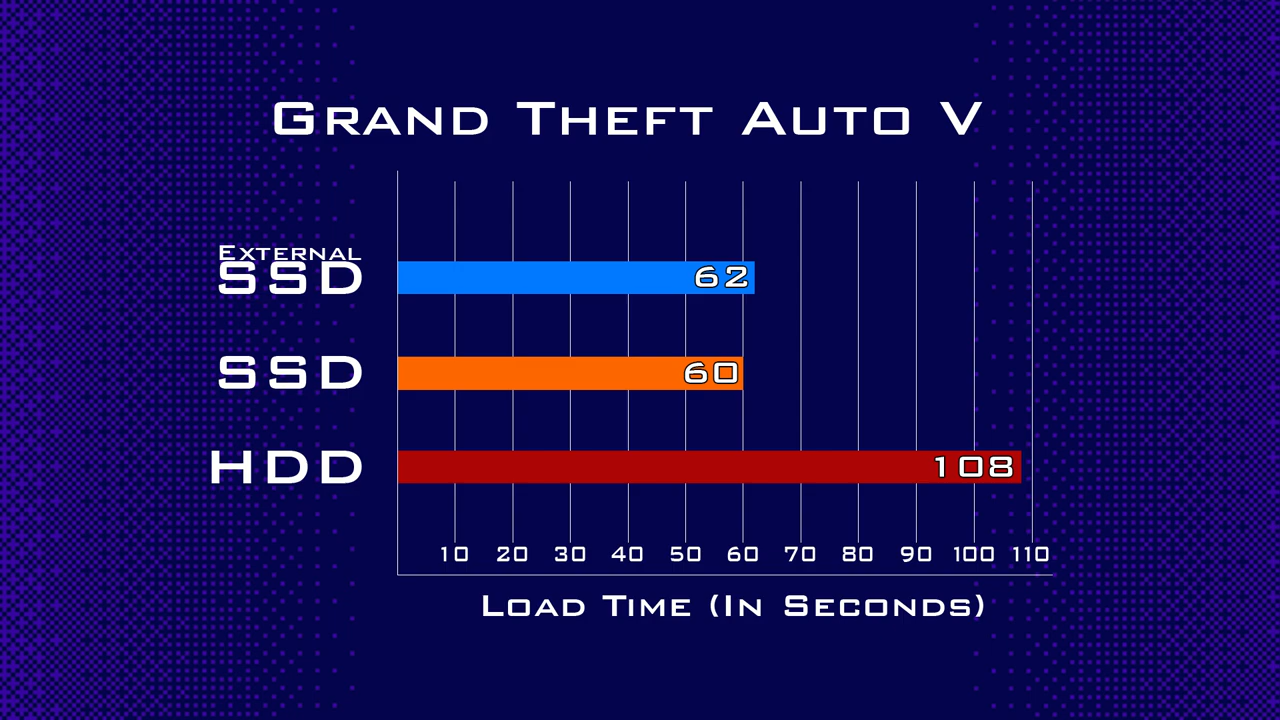 Grand Theft Auto V
External
SSD
62
SSD
60
HDD
108
10 20 30 40 50 60 70 80 90 100 110
Load Time (In Seconds)